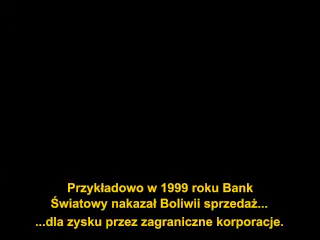 Przykładowo w 1999 roku Bank
Światowy nakazał Boliwii sprzedaż...
...dla zysku przez zagraniczne korporacje.